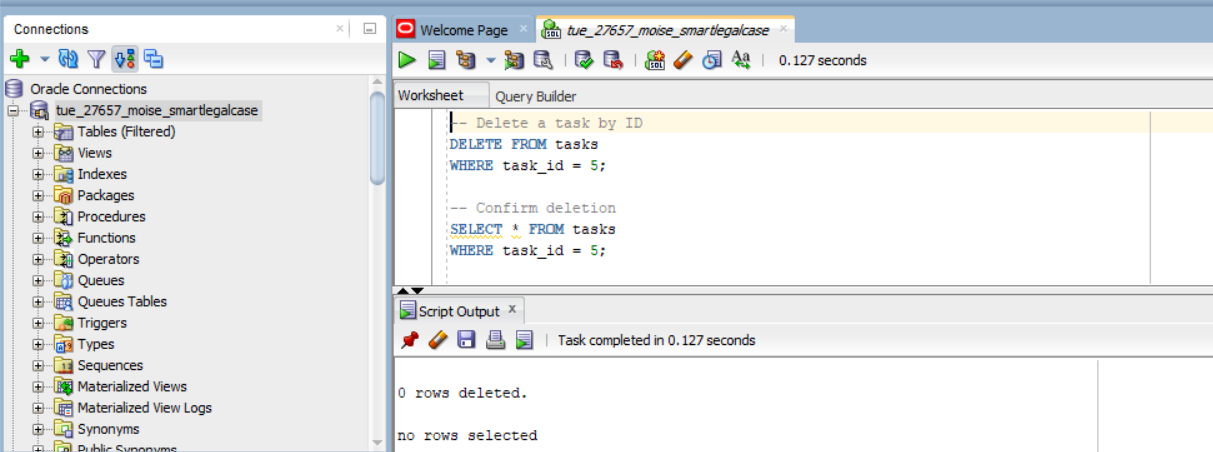 Connections
Welcome Page
tue_27657_moise_smartlegalcase
0.127 seconds
Oracle Connections
tue_27657_moise_smartlegalcase
Tables (Filtered)
Views
Indexes
Packages
Procedures
Functions
Operators
Queues
Queues Tables
Triggers
Types
Sequences
Materialized Views
Materialized View Logs
Synonyms
Public Synonyms
Worksheet
Query Builder
-- Delete a task by ID
DELETE FROM tasks
WHERE task_id = 5;
-- Confirm deletion
SELECT * FROM tasks
WHERE task_id = 5;
Script Output x
Task completed in 0.127 seconds
0 rows deleted.
no rows selected